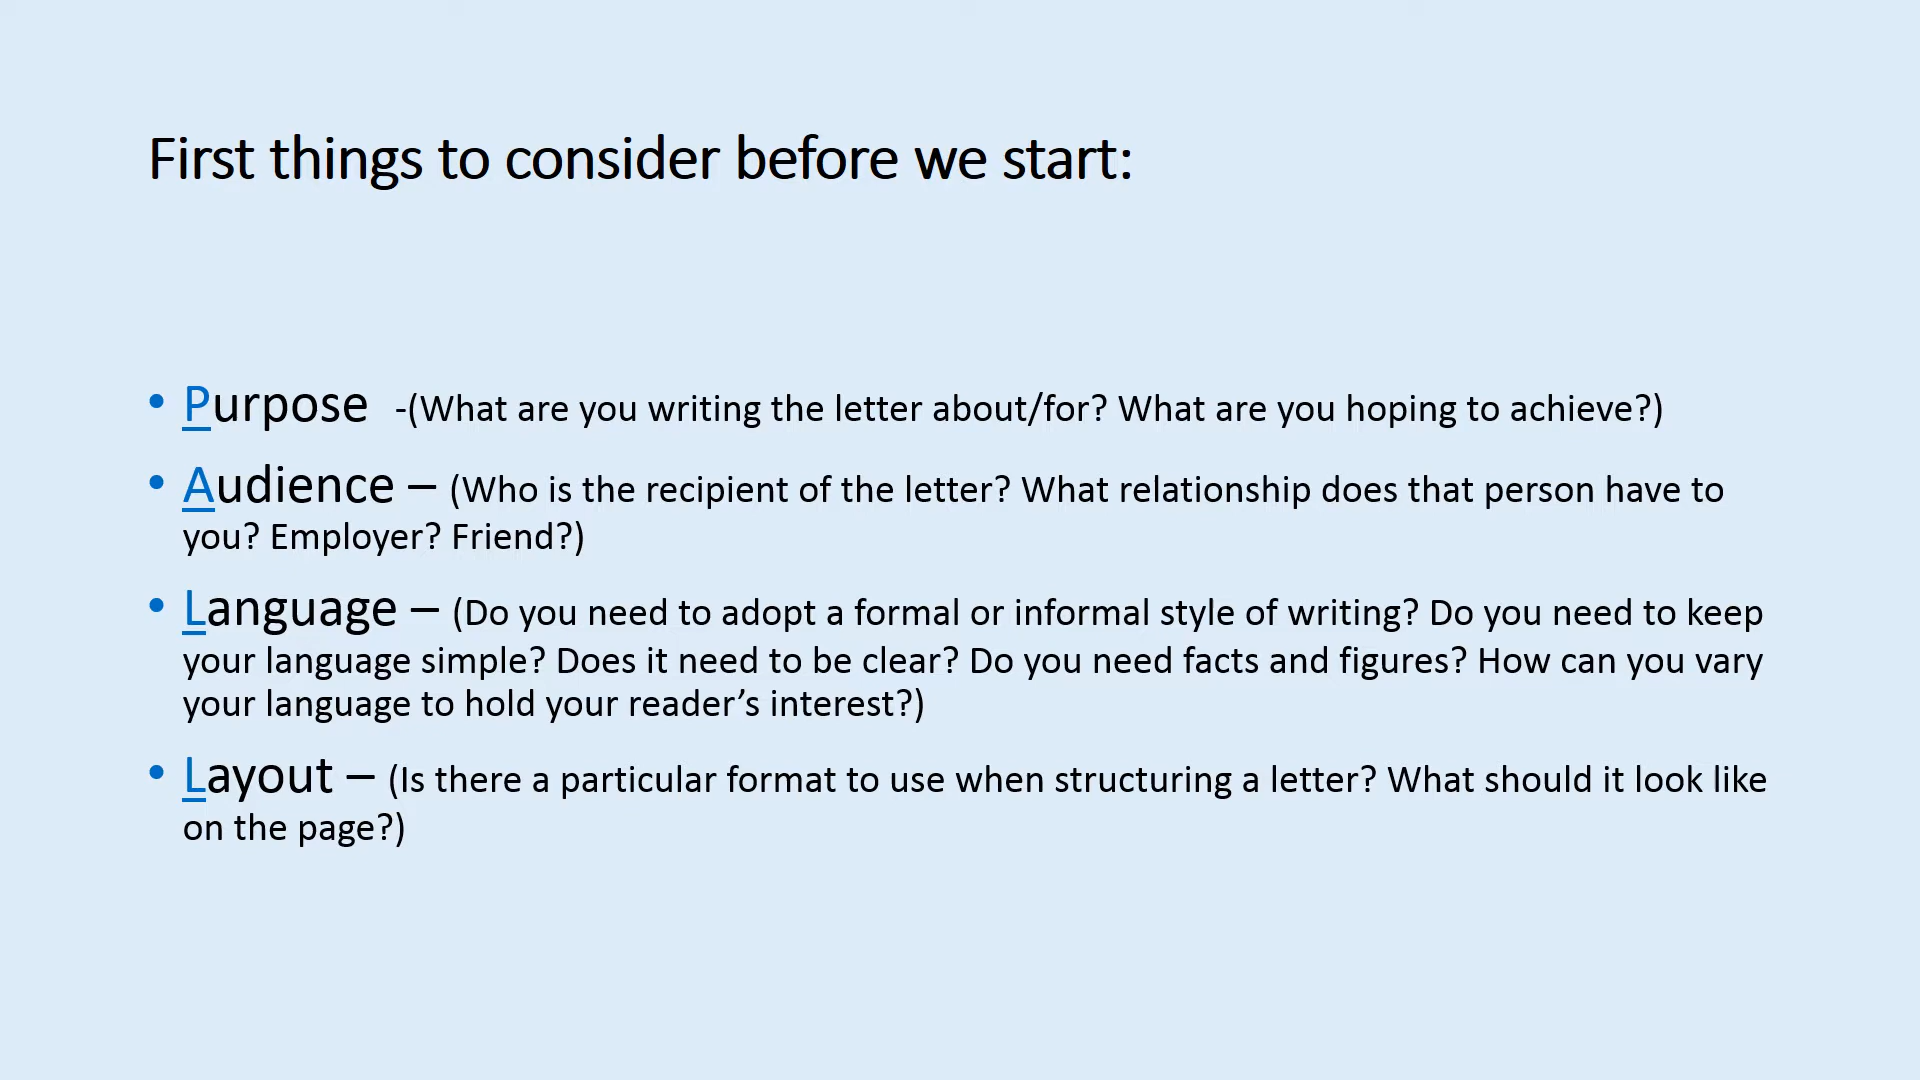 First things to consider before we start:
• Purpose -(What are you writing the letter about/for? What are you hoping to achieve?)
• Audience – (Who is the recipient of the letter? What relationship does that person have to
you? Employer? Friend?)
• Language – (Do you need to adopt a formal or informal style of writing? Do you need to keep
your language simple? Does it need to be clear? Do you need facts and figures? How can you vary
your language to hold your reader’s interest?)
• Layout – (Is there a particular format to use when structuring a letter? What should it look like
on the page?)